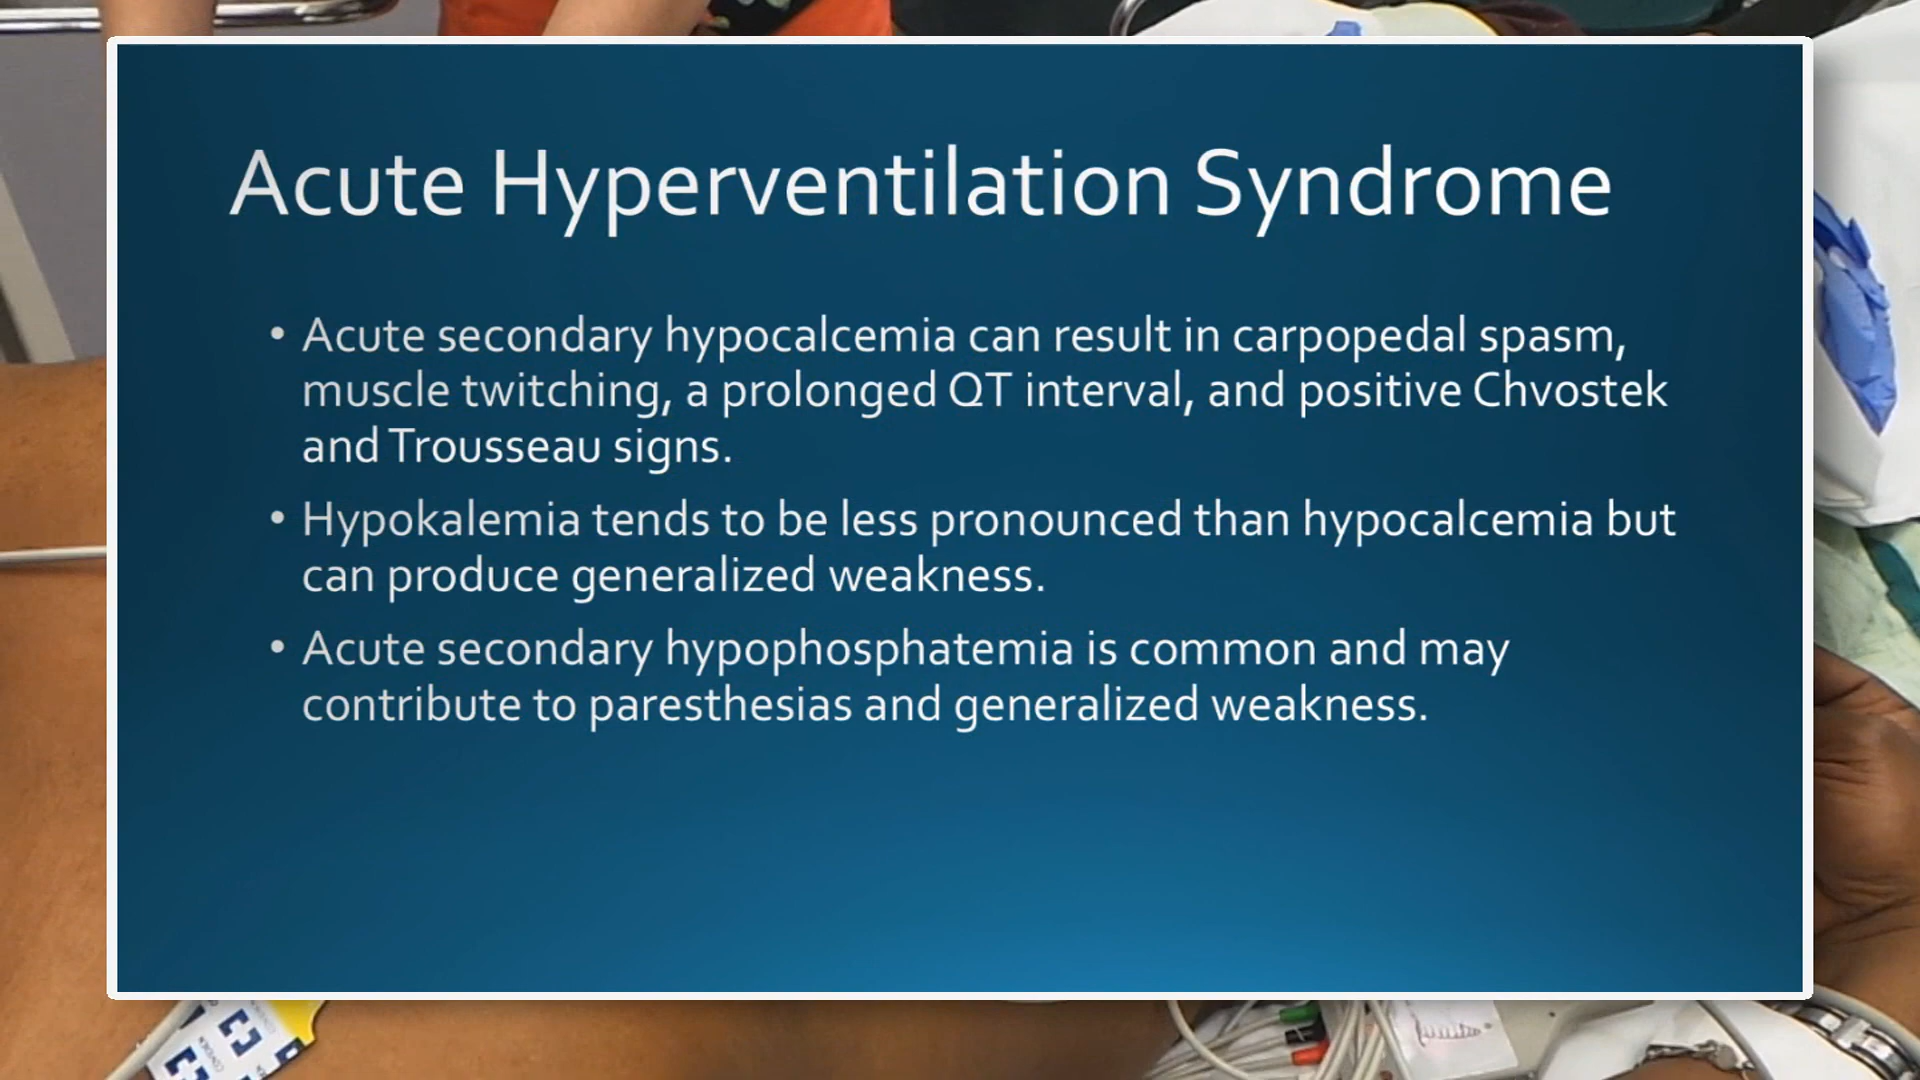 Acute Hyperventilation Syndrome
• Acute secondary hypocalcemia can result in carpopedal spasm,
muscle twitching, a prolonged QT interval, and positive Chvostek
and Trousseau signs.
• Hypokalemia tends to be less pronounced than hypocalcemia but
can produce generalized weakness.
• Acute secondary hypophosphatemia is common and may
contribute to paresthesias and generalized weakness.